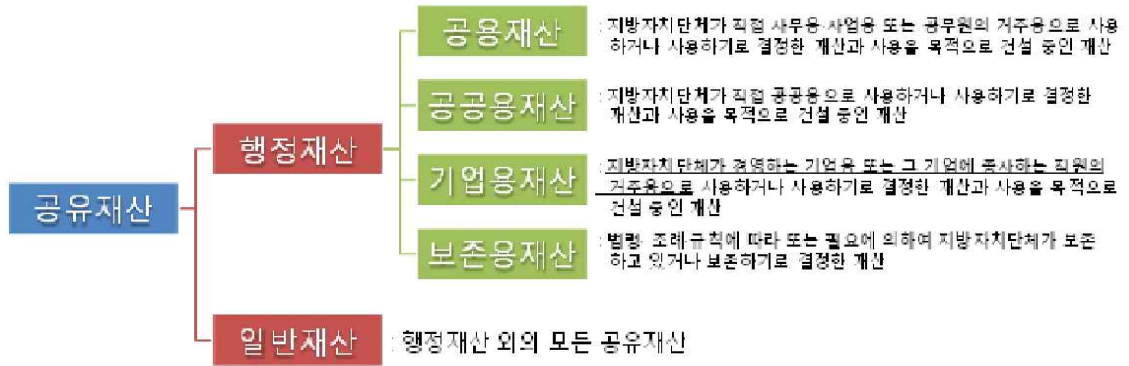 공유재산
행정재산
공용재산
: 지방자치단체가 직접 사무용·사업용 또는 공무원의 거주용으로 사용
하거나 사용하기로 결정한 재산과 사용을 목적으로 건설 중인 재산
공공용재산
: 지방자치단체가 직접 공공용으로 사용하거나 사용하기로 결정한
재산과 사용을 목적으로 건설 중인 재산
기업용재산
: 지방자치단체가 경영하는 기업용 또는 그 기업에 종사하는 직원의
거주용으로 사용하거나 사용하기로 결정한 재산과 사용을 목적으로
건설 중인 재산
보존용재산
: 법령·조례·규칙에 따라 또는 필요에 의하여 지방자치단체가 보존
하고 있거나 보존하기로 결정한 재산
일반재산
: 행정재산 외의 모든 공유재산